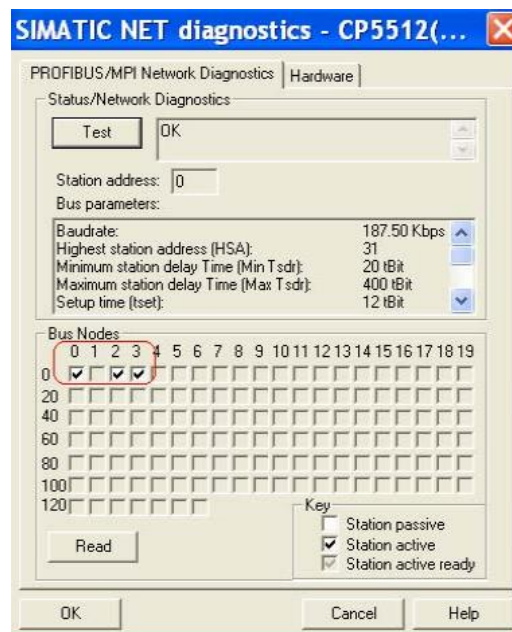 SIMATIC NET diagnostics - CP5512(...
PROFIBUS/MPI Network Diagnostics Hardware
Status/Network Diagnostics
Test OK
Station address: 0
Bus parameters:
Baudrate: 187.50 Kbps
Highest station address (HSA): 31
Minimum station delay Time (Min Tsdr): 20 tBit
Maximum station delay Time (Max Tsdr): 400 tBit
Setup time (tset): 12 tBit
Bus Nodes
0 1 2 3 4 5 6 7 8 9 10 11 12 13 14 15 16 17 18 19
0
20
40
60
80
100
120
Key
Station passive
Read Station active
Station active ready
OK Cancel Help